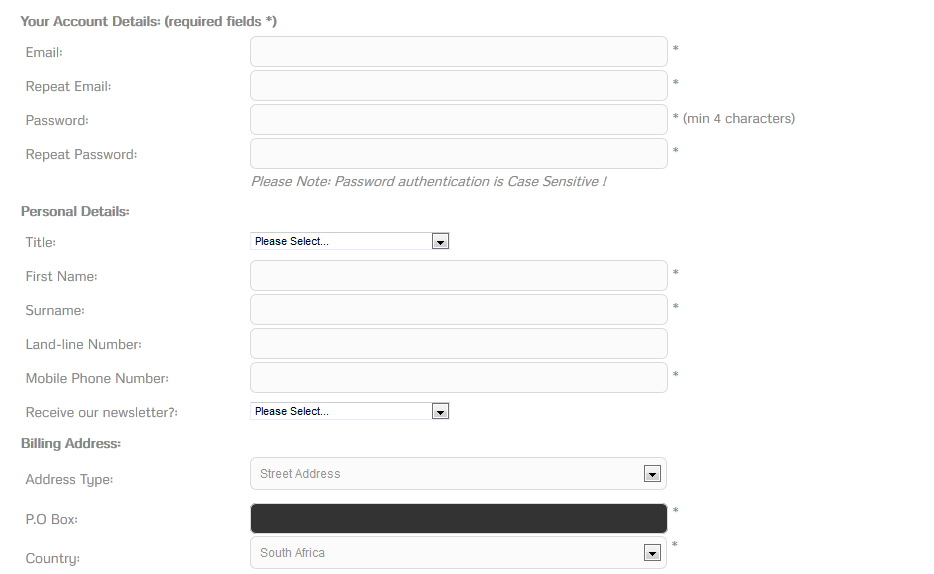 Your Account Details: (required fields *)
Email: *
Repeat Email: *
Password: * (min 4 characters)
Repeat Password: *
Please Note: Password authentication is Case Sensitive !
Personal Details:
Title: Please Select...
First Name: *
Surname: *
Land-line Number:
Mobile Phone Number: *
Receive our newsletter?: Please Select...
Billing Address:
Address Type: Street Address
P.O Box: *
Country: South Africa *